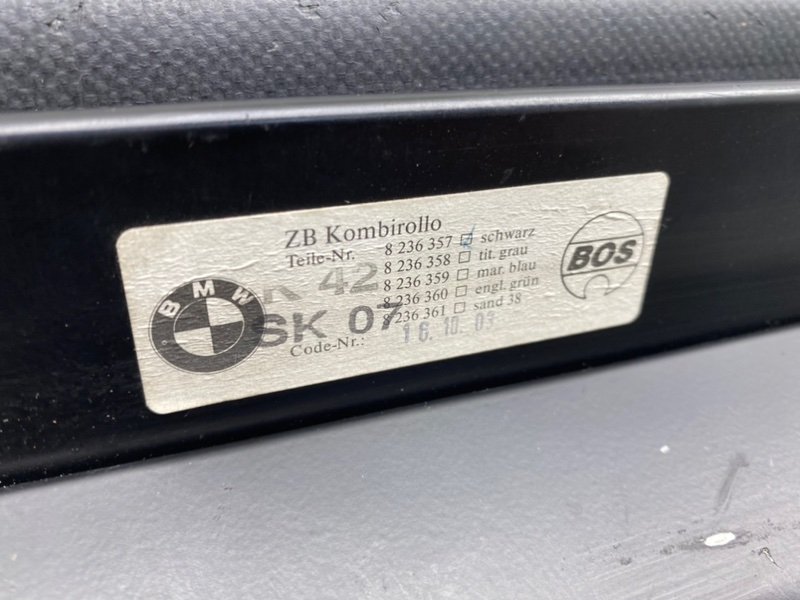 ZB Kombirollo
Teile-Nr. 8 236 357 schwarz
8 236 358 tit. grau
8 236 359 mar. blau
8 236 360 engl. grün
8 236 361 sand 38
K 42
SK 07
Code-Nr.: 16.10.03
BMW
BOS